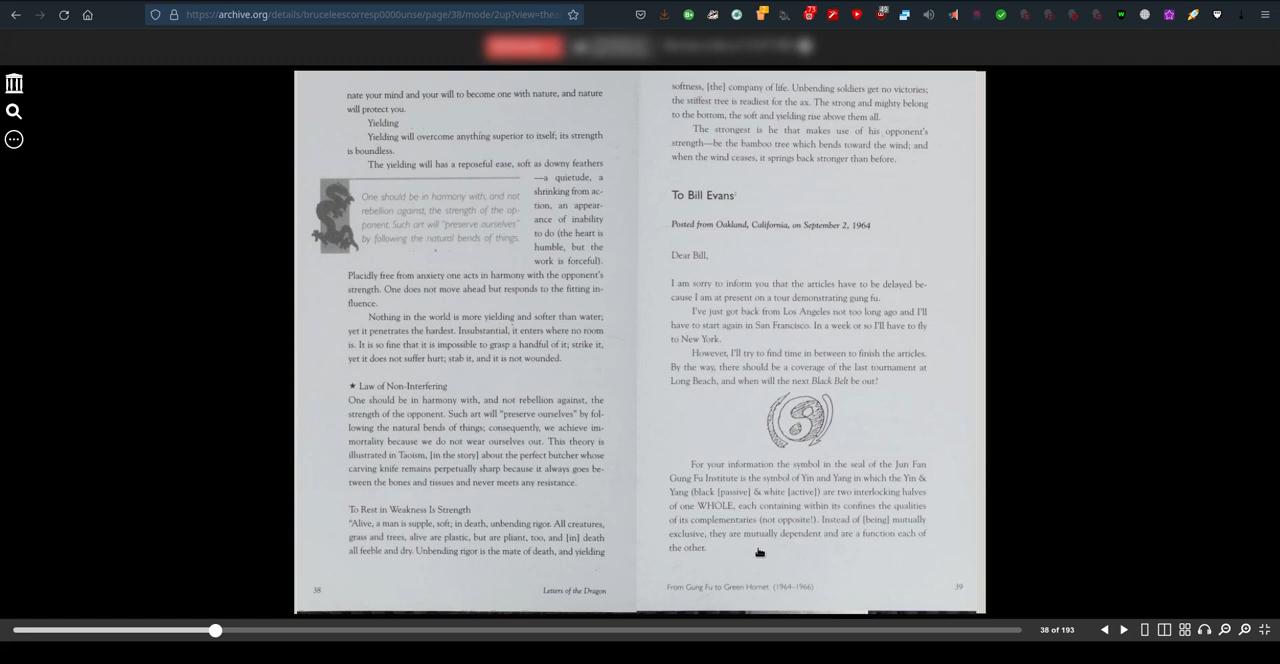 https://archive.org/details/bruceleescorresp0000unse/page/38/mode/2up?view=thea
73
49
nate your mind and your will to become one with nature, and nature
will protect you.
Yielding
Yielding will overcome anything superior to itself; its strength
is boundless.
The yielding will has a reposeful ease, soft as downy feathers
—a quietude, a
shrinking from ac-
tion, an appear-
ance of inability
to do (the heart is
humble, but the
work is forceful).
One should be in harmony with, and not
rebellion against, the strength of the op-
ponent. Such art will "preserve ourselves"
by following the natural bends of things.
Placidly free from anxiety one acts in harmony with the opponent's
strength. One does not move ahead but responds to the fitting in-
fluence.
Nothing in the world is more yielding and softer than water;
yet it penetrates the hardest. Insubstantial, it enters where no room
is. It is so fine that it is impossible to grasp a handful of it; strike it,
yet it does not suffer hurt; stab it, and it is not wounded.
★ Law of Non-Interfering
One should be in harmony with, and not rebellion against, the
strength of the opponent. Such art will "preserve ourselves" by fol-
lowing the natural bends of things; consequently, we achieve im-
mortality because we do not wear ourselves out. This theory is
illustrated in Taoism, [in the story] about the perfect butcher whose
carving knife remains perpetually sharp because it always goes be-
tween the bones and tissues and never meets any resistance.
To Rest in Weakness Is Strength
"Alive, a man is supple, soft; in death, unbending rigor. All creatures,
grass and trees, alive are plastic, but are pliant, too, and [in] death
all feeble and dry. Unbending rigor is the mate of death, and yielding
38
Letters of the Dragon
softness, [the] company of life. Unbending soldiers get no victories;
the stiffest tree is readiest for the ax. The strong and mighty belong
to the bottom, the soft and yielding rise above them all.
The strongest is he that makes use of his opponent's
strength—be the bamboo tree which bends toward the wind; and
when the wind ceases, it springs back stronger than before.
To Bill Evans
Posted from Oakland, California, on September 2, 1964
Dear Bill,
I am sorry to inform you that the articles have to be delayed be-
cause I am at present on a tour demonstrating gung fu.
I've just got back from Los Angeles not too long ago and I'll
have to start again in San Francisco. In a week or so I'll have to fly
to New York.
However, I'll try to find time in between to finish the articles.
By the way, there should be a coverage of the last tournament at
Long Beach, and when will the next Black Belt be out?
For your information the symbol in the seal of the Jun Fan
Gung Fu Institute is the symbol of Yin and Yang in which the Yin &
Yang (black [passive] & white [active]) are two interlocking halves
of one WHOLE, each containing within its confines the qualities
of its complementaries (not opposite!). Instead of [being] mutually
exclusive, they are mutually dependent and are a function each of
the other.
From Gung Fu to Green Hornet (1964–1966)
39
38 of 193